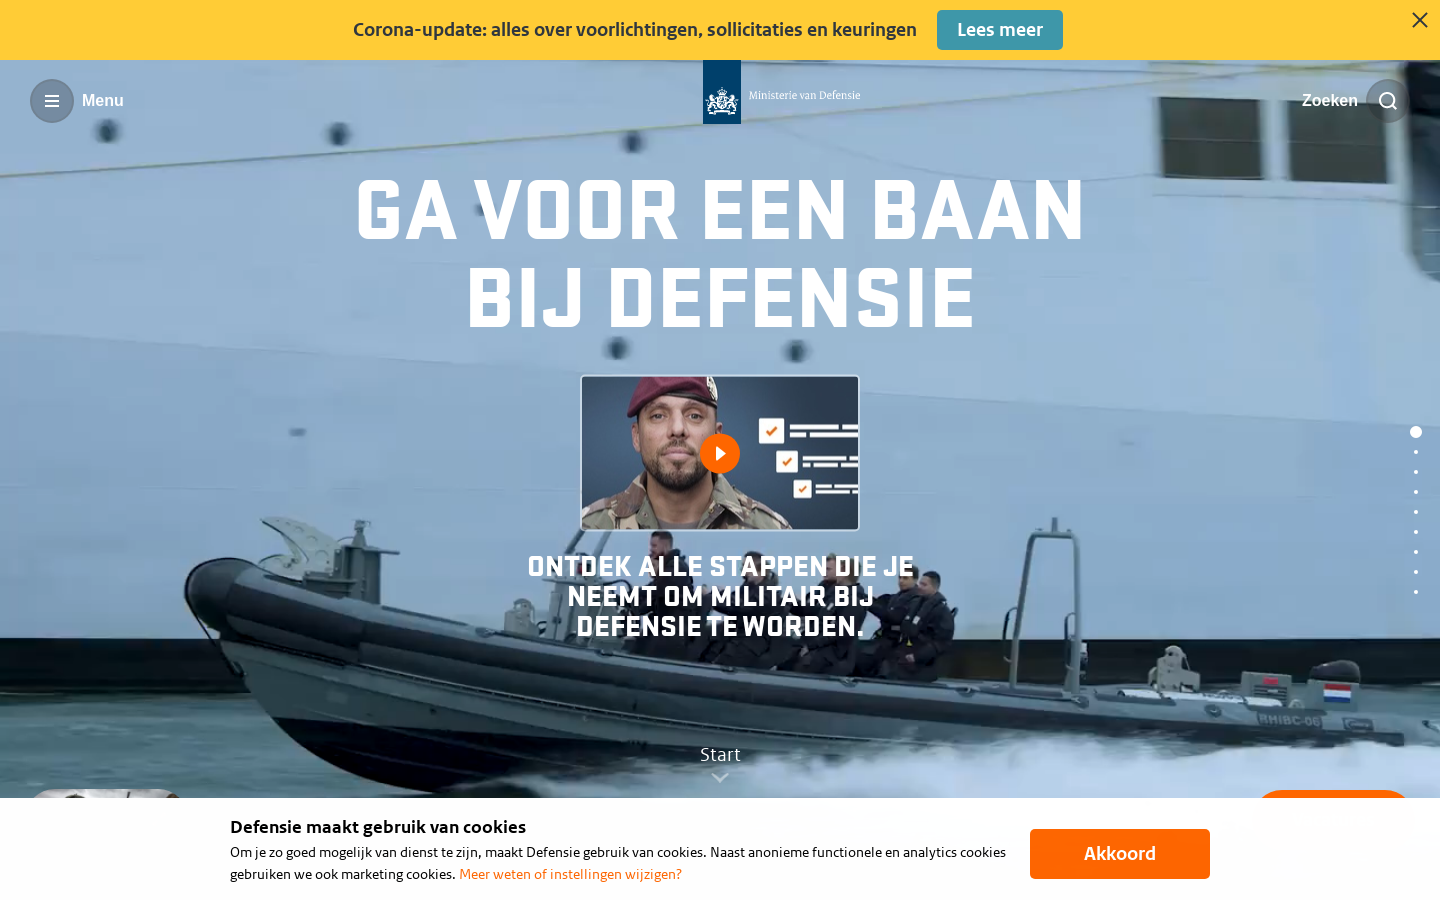 Corona-update: alles over voorlichtingen, sollicitaties en keuringen
Lees meer
Menu
Ministerie van Defensie
Zoeken
GA VOOR EEN BAAN
BIJ DEFENSIE
ONTDEK ALLE STAPPEN DIE JE
NEEMT OM MILITAIR BIJ
DEFENSIE TE WORDEN.
RHIBC-06
Start
Defensie maakt gebruik van cookies
Om je zo goed mogelijk van dienst te zijn, maakt Defensie gebruik van cookies. Naast anonieme functionele en analytics cookies
gebruiken we ook marketing cookies. Meer weten of instellingen wijzigen?
Akkoord